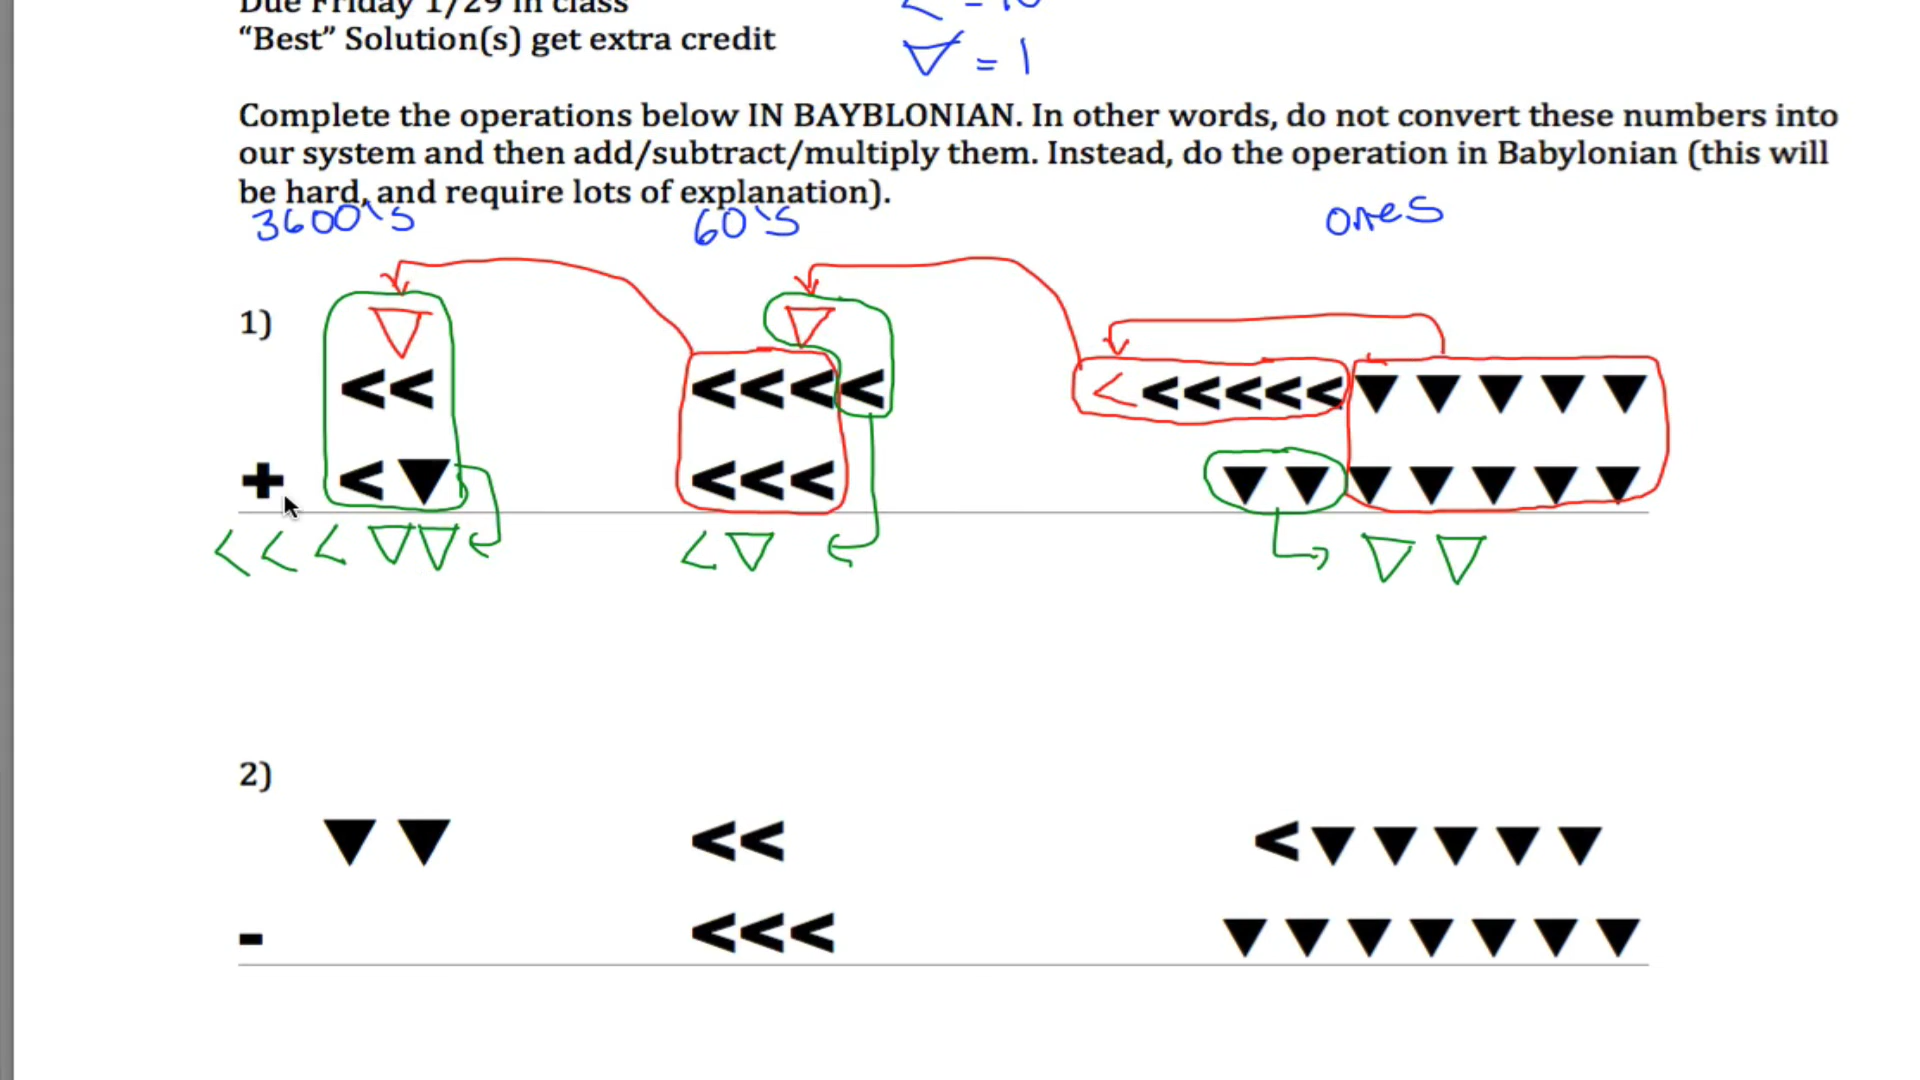 Due Friday 1/29 in class
“Best” Solution(s) get extra credit
< = 10
▽ = 1
Complete the operations below IN BAYBLONIAN. In other words, do not convert these numbers into
our system and then add/subtract/multiply them. Instead, do the operation in Babylonian (this will
be hard, and require lots of explanation).
3600's 60's ones
1)
▽ ▽
<< <<<< <<<<<<▼▼▼▼▼
+ <▼ <<< ▼▼▼▼▼▼▼
<<<▽▽ <▽ ▽▽
2)
▼▼ << <▼▼▼▼▼
- <<< ▼▼▼▼▼▼▼